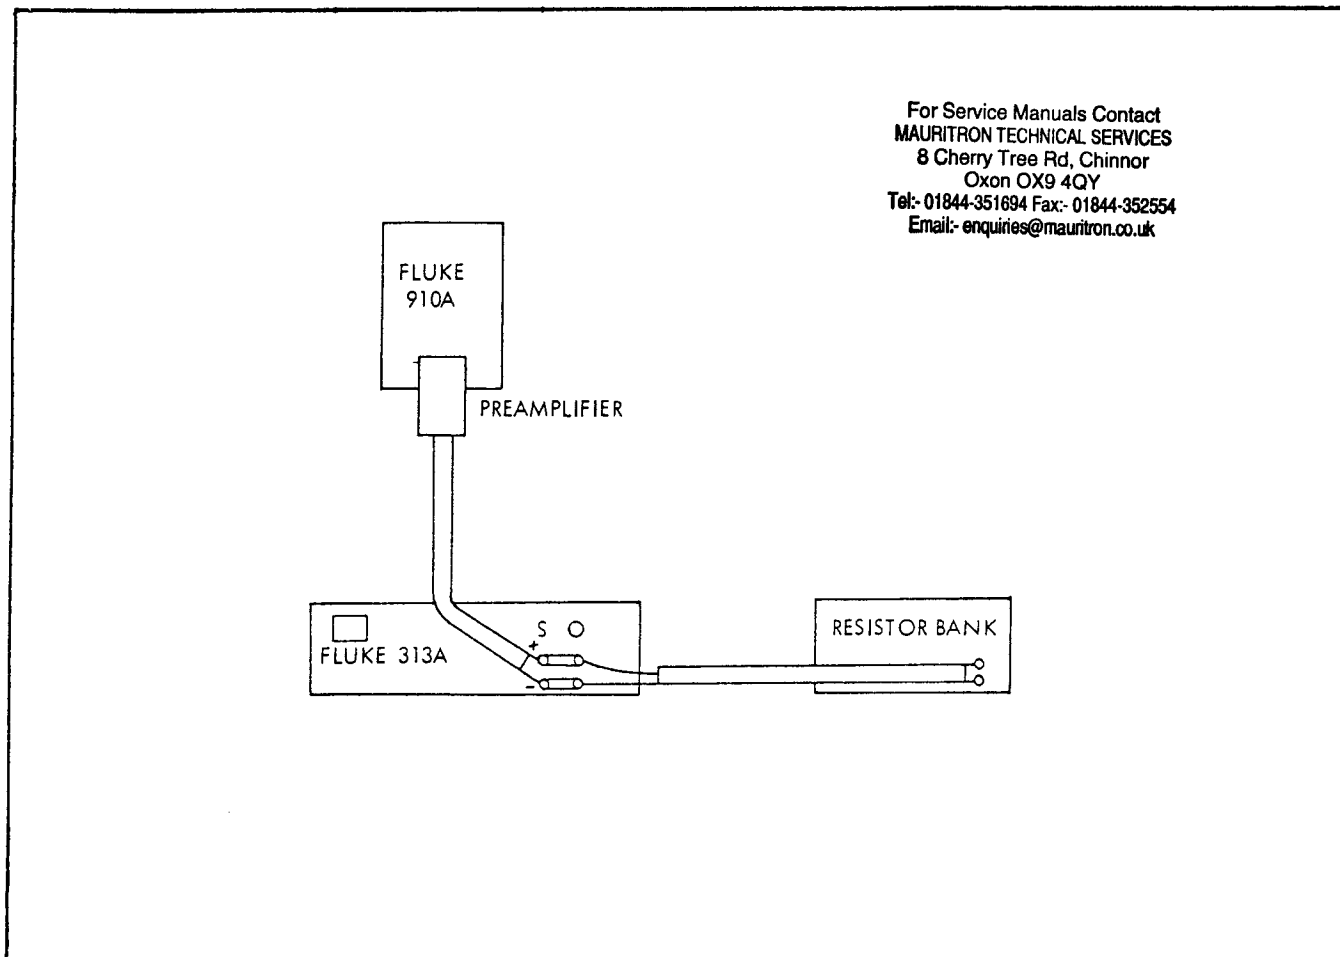 For Service Manuals Contact
MAURITRON TECHNICAL SERVICES
8 Cherry Tree Rd, Chinnor
Oxon OX9 4QY
Tel:- 01844-351694 Fax:- 01844-352554
Email:- enquiries@mauritron.co.uk
FLUKE
910A
PREAMPLIFIER
S O
+
FLUKE 313A
-
RESISTOR BANK